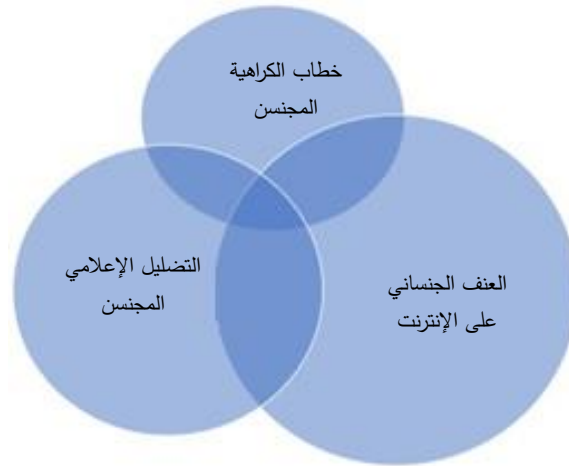 خطاب الكراهية
المجنسن
التضليل الإعلامي
المجنسن
العنف الجنساني
على الإنترنت